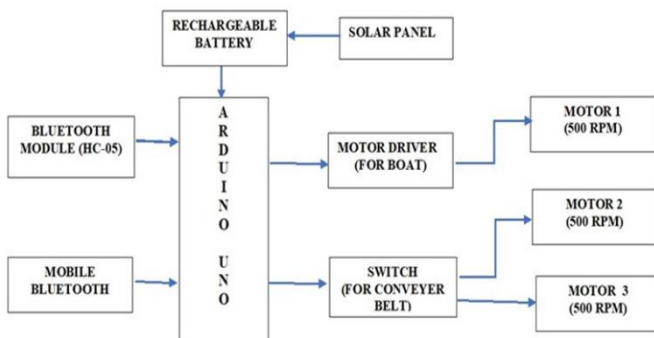 RECHARGEABLE
BATTERY
SOLAR PANEL
A
R
D
U
I
N
O
U
N
O
BLUETOOTH
MODULE (HC-05)
MOBILE
BLUETOOTH
MOTOR DRIVER
(FOR BOAT)
SWITCH
(FOR CONVEYER
BELT)
MOTOR 1
(500 RPM)
MOTOR 2
(500 RPM)
MOTOR 3
(500 RPM)